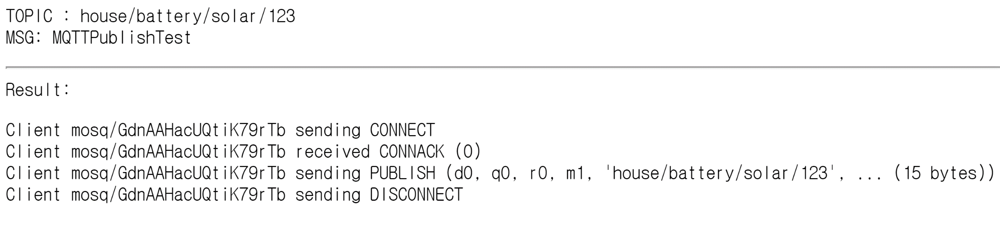 TOPIC : house/battery/solar/123
MSG: MQTTPublishTest
Result:
Client mosq/GdnAAHacUQtiK79rTb sending CONNECT
Client mosq/GdnAAHacUQtiK79rTb received CONNACK (0)
Client mosq/GdnAAHacUQtiK79rTb sending PUBLISH (d0, q0, r0, m1, 'house/battery/solar/123', ... (15 bytes))
Client mosq/GdnAAHacUQtiK79rTb sending DISCONNECT